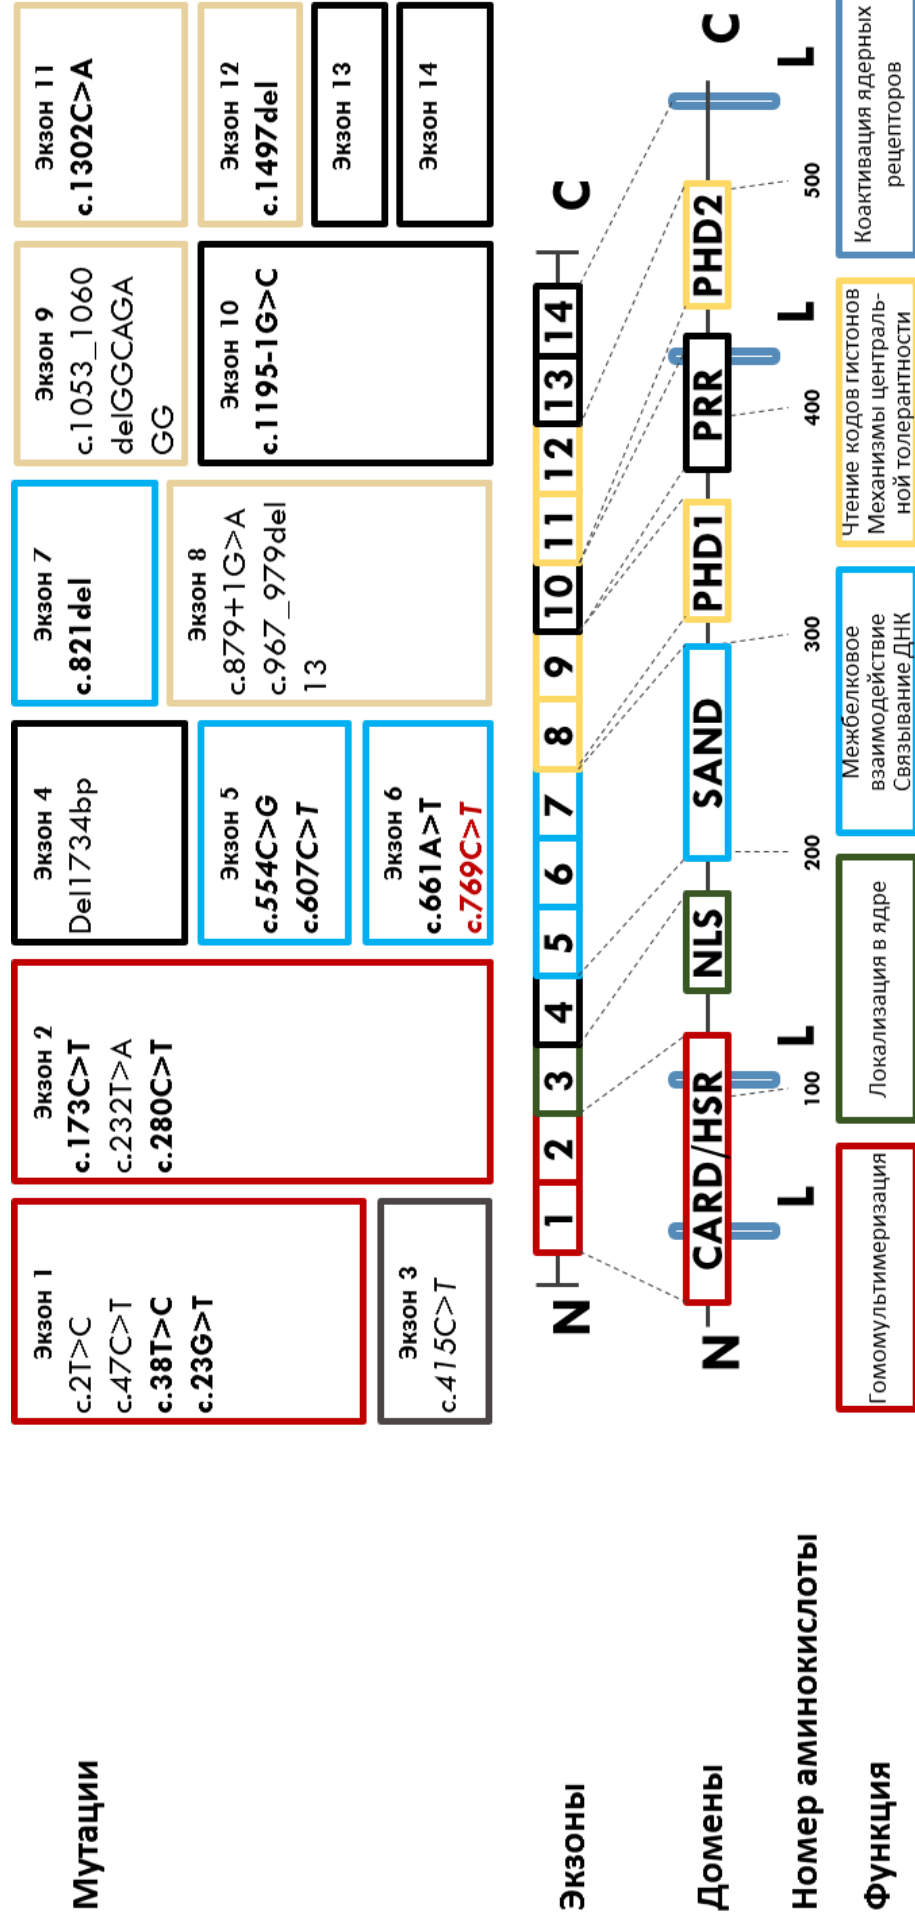 Мутации
Экзон 1
c.2T>C
c.47C>T
c.38T>C
c.23G>T
Экзон 3
c.415C>T
Экзон 2
c.173C>T
c.232T>A
c.280C>T
Экзон 4
Del1734bp
Экзон 5
c.554C>G
c.607C>T
Экзон 6
c.661A>T
c.769C>T
Экзон 7
c.821del
Экзон 8
c.879+1G>A
c.967_979del
13
Экзон 9
c.1053_1060
delGGCAGA
GG
Экзон 10
c.1195-1G>C
Экзон 11
c.1302C>A
Экзон 12
c.1497del
Экзон 13
Экзон 14
Экзоны
N 1 2 3 4 5 6 7 8 9 10 11 12 13 14 C
Домены
N CARD/HSR NLS SAND PHD1 PRR PHD2 C
L L L L
Номер аминокислоты
100 200 300 400 500
Функция
Гомомультимеризация
Локализация в ядре
Межбелковое
взаимодействие
Связывание ДНК
Чтение кодов гистонов
Механизмы централь-
ной толерантности
Коактивация ядерных
рецепторов